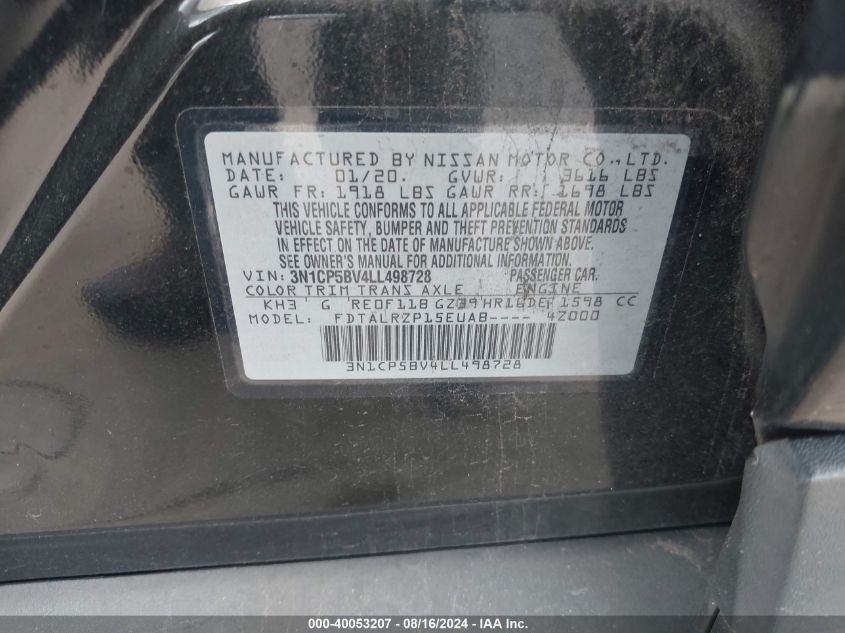 MANUFACTURED BY NISSAN MOTOR CO.,LTD.
DATE: 01/20. GVWR: 3616 LBS
GAWR FR: 1918 LBS GAWR RR: 1698 LBS
THIS VEHICLE CONFORMS TO ALL APPLICABLE FEDERAL MOTOR
VEHICLE SAFETY, BUMPER AND THEFT PREVENTION STANDARDS
IN EFFECT ON THE DATE OF MANUFACTURE SHOWN ABOVE.
SEE OWNER'S MANUAL FOR ADDITIONAL INFORMATION
VIN: 3N1CP5BV4LL498728 PASSENGER CAR.
COLOR TRIM TRANS AXLE ENGINE
KH3 G RE0F11B GZ39 HR16DE 1598 CC
MODEL: FDTALRZP15EUAB---- 4Z000
3N1CP5BV4LL498728
000-40053207 - 08/16/2024 - IAA Inc.